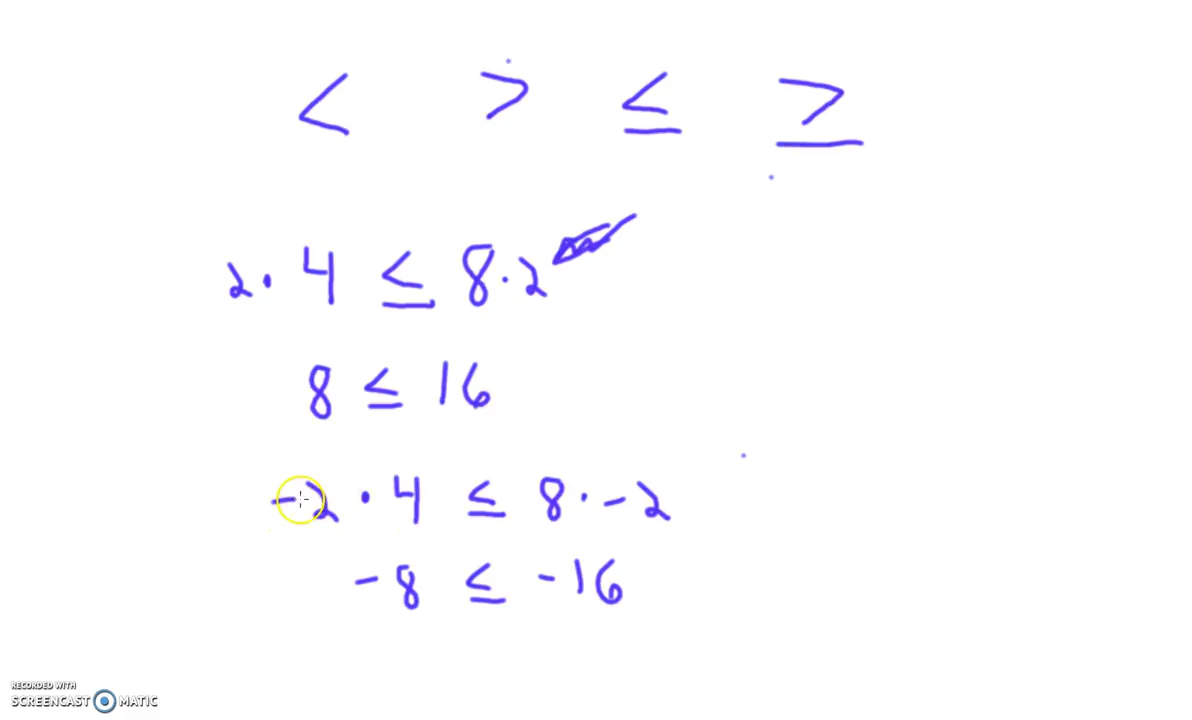 < > ≤ ≥
2 · 4 ≤ 8 · 2
8 ≤ 16
-2 · 4 ≤ 8 · -2
-8 ≤ -16
RECORDED WITH
SCREENCAST MATIC